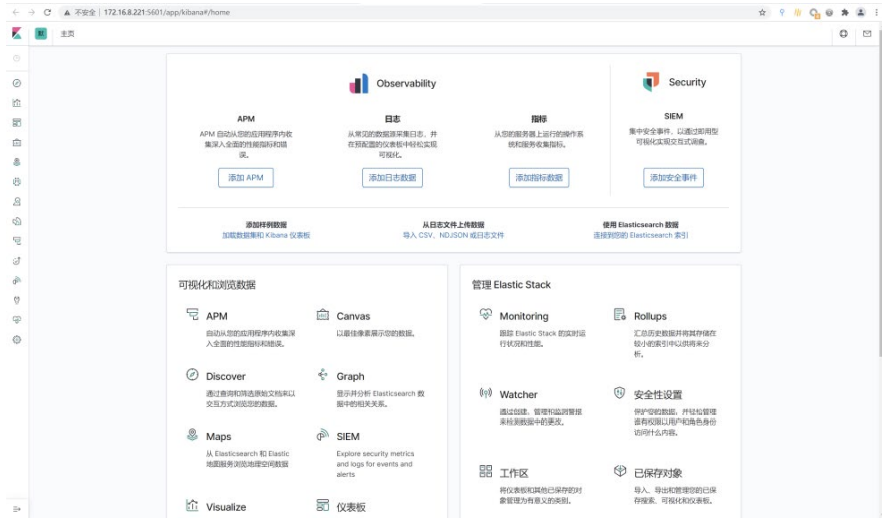 不安全 | 172.16.8.221:5601/app/kibana#/home
默 主页
Observability
Security
APM
APM 自动从您的应用程序内收
集深入全面的性能指标和错
误。
添加 APM
日志
从常见的数据源采集日志，并
在预配置的仪表板中轻松实现
可视化。
添加日志数据
指标
从您的服务器上运行的操作系
统和服务收集指标。
添加指标数据
SIEM
集中安全事件，以通过即用型
可视化实现交互式调查。
添加安全事件
添加样例数据
加载数据集和 Kibana 仪表板
从日志文件上传数据
导入 CSV、NDJSON 或日志文件
使用 Elasticsearch 数据
连接到您的 Elasticsearch 索引
可视化和浏览数据
APM
自动从您的应用程序内收集深
入全面的性能指标和错误。
Canvas
以最佳像素展示您的数据。
Discover
通过查询和筛选原始文档来以
交互方式浏览您的数据。
Graph
显示并分析 Elasticsearch 数
据中的相关关系。
Maps
从 Elasticsearch 和 Elastic
地图服务浏览地理空间数据
SIEM
Explore security metrics
and logs for events and
alerts
Visualize
仪表板
管理 Elastic Stack
Monitoring
跟踪 Elastic Stack 的实时运
行状况和性能。
Rollups
汇总历史数据并将其存储在
较小的索引中以供将来分
析。
Watcher
通过创建、管理和监测警报
来检测数据中的更改。
安全性设置
保护您的数据，并轻松管理
谁有权限以用户和角色身份
访问什么内容。
工作区
将仪表板和其他已保存的对
象管理为有意义的类别。
已保存对象
导入、导出和管理您的已保
存搜索、可视化和仪表板。